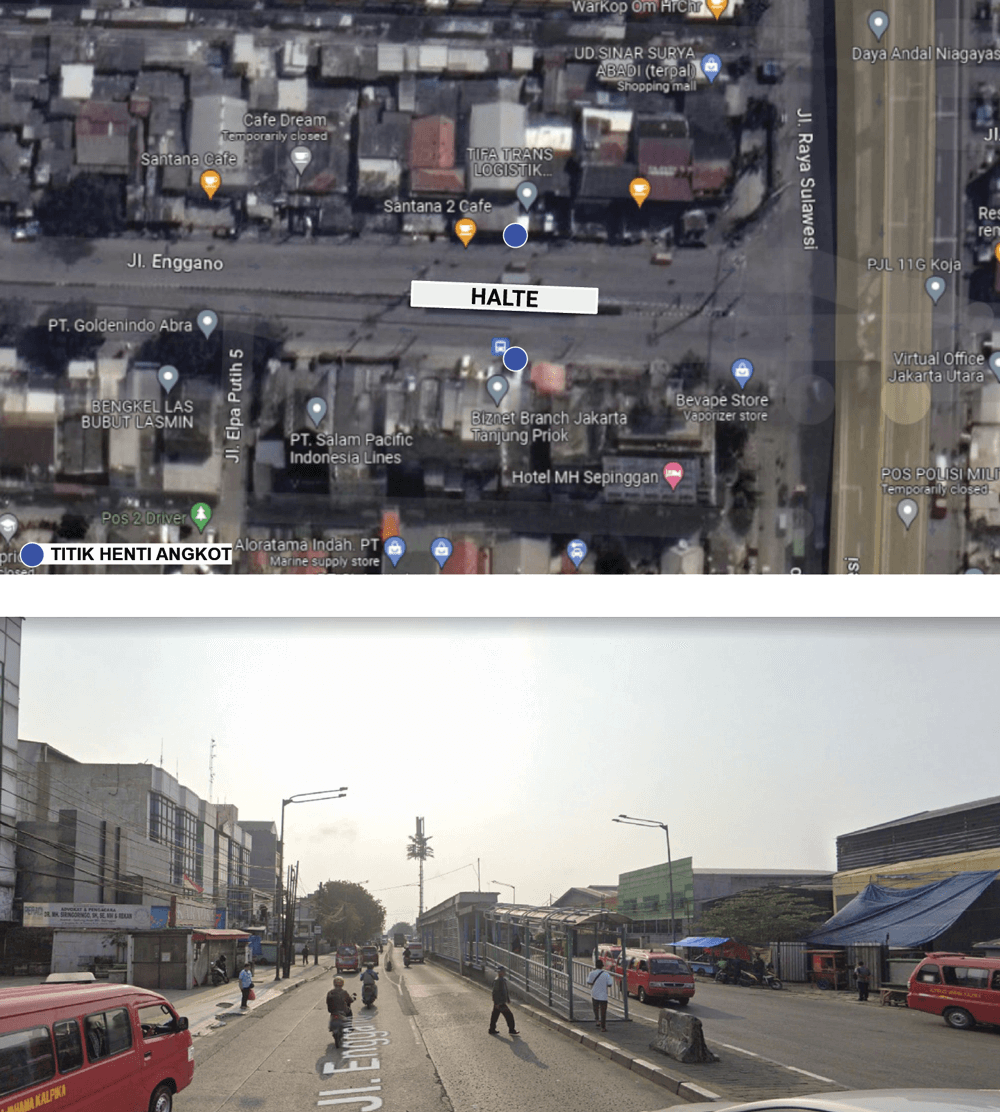 WarKop Om HrChr
Daya Andal Niagayas
UD.SINAR SURYA
ABADI (terpal)
Shopping mall
Cafe Dream
Temporarily closed
Santana Cafe
TIFA TRANS
LOGISTIK...
Santana 2 Cafe
Jl. Raya Sulawesi
Jl. Enggano
PJL 11G Koja
HALTE
PT. Goldenindo Abra
Jl. Elpa Putih 5
Virtual Office
Jakarta Utara
BENGKEL LAS
BUBUT LASMIN
PT. Salam Pacific
Indonesia Lines
Biznet Branch Jakarta
Tanjung Priok
Bevape Store
Vaporizer store
Hotel MH Sepinggan
POS POLISI MILI
Temporarily closed
Pos 2 Driver
TITIK HENTI ANGKOT
Aloratama Indah. PT
Marine supply store
Jl. Enggano
KALPIKA